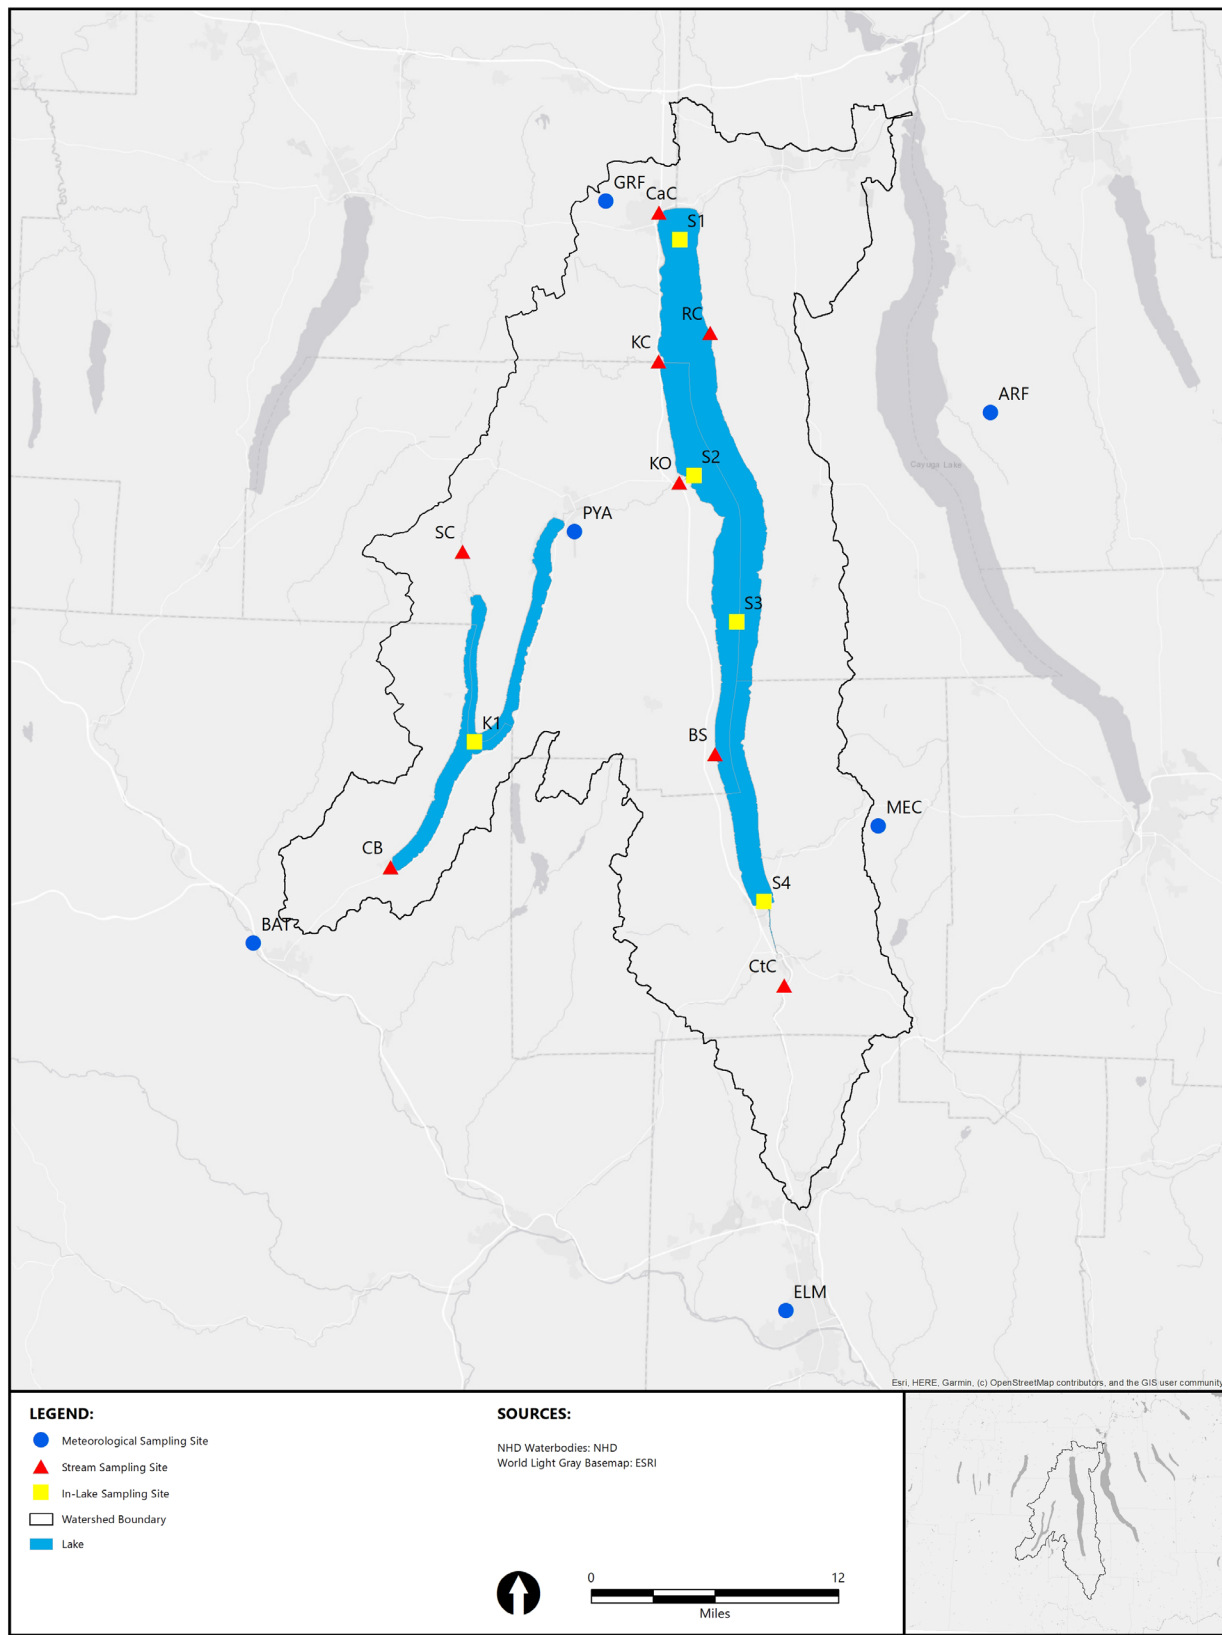 GRF
CaC
S1
RC
KC
ARF
S2
KO
Cayuga Lake
PYA
SC
S3
K1
BS
MEC
CB
S4
BAT
CtC
ELM
Esri, HERE, Garmin, (c) OpenStreetMap contributors, and the GIS user community
LEGEND:
Meteorological Sampling Site
Stream Sampling Site
In-Lake Sampling Site
Watershed Boundary
Lake
SOURCES:
NHD Waterbodies: NHD
World Light Gray Basemap: ESRI
0 12
Miles